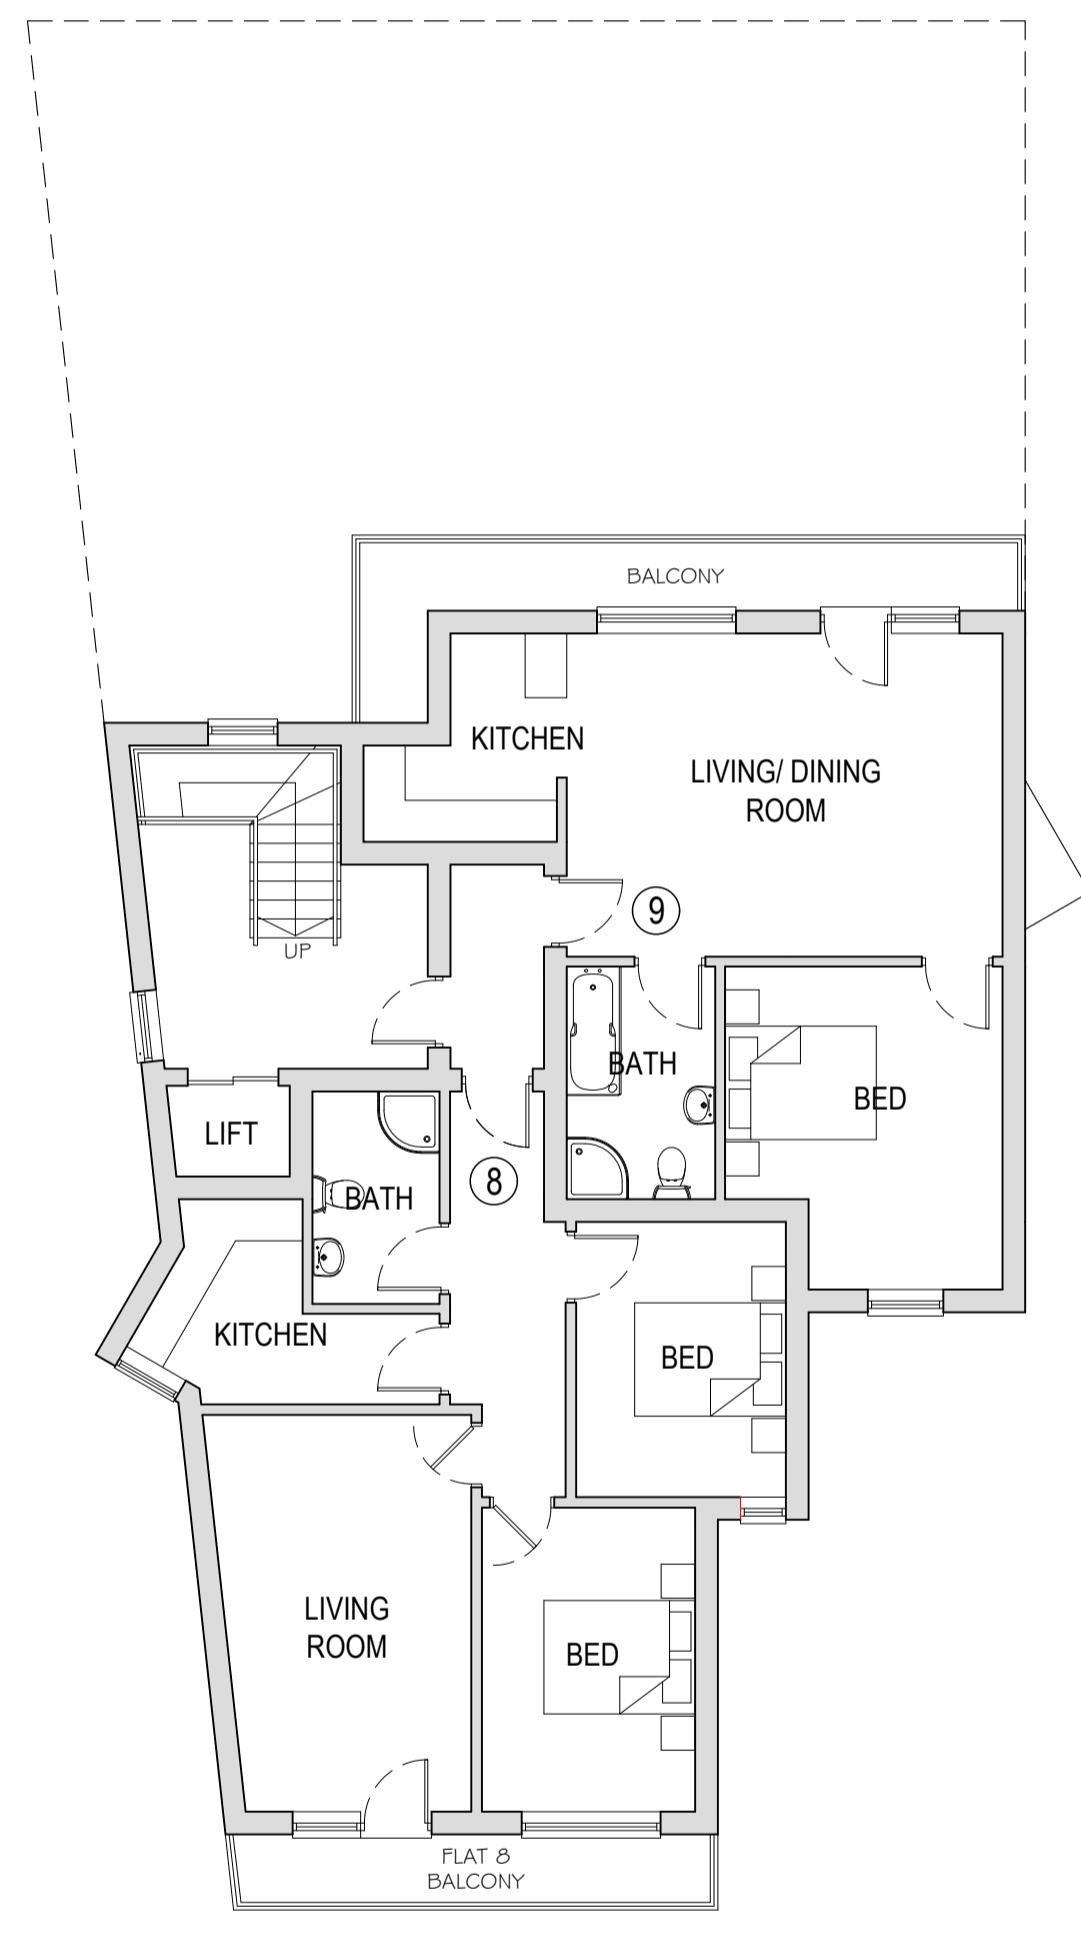 BALCONY
KITCHEN
LIVING/ DINING
ROOM
9
UP
BATH
BED
LIFT
8
BATH
KITCHEN
BED
LIVING
ROOM
BED
FLAT 8
BALCONY